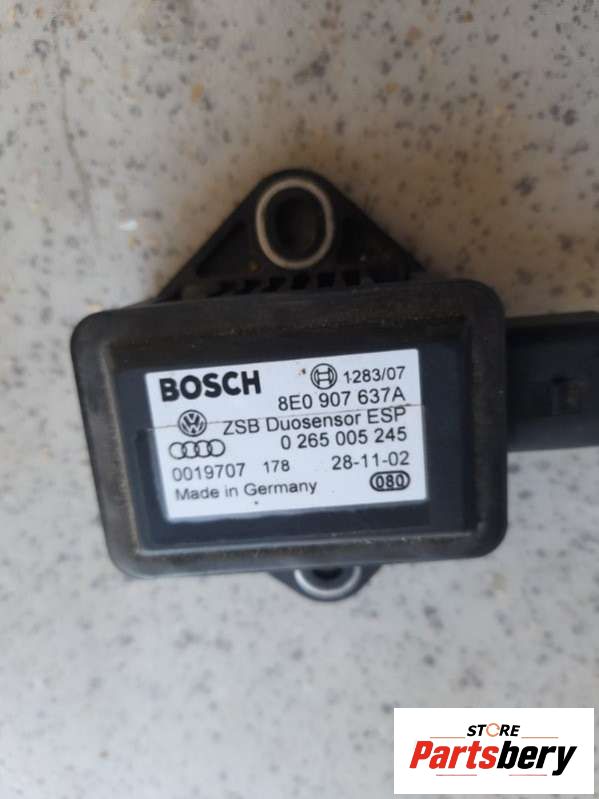 BOSCH 1283/07
8E0 907 637A
ZSB Duosensor ESP
0 265 005 245
0019707 178 28-11-02
Made in Germany 080
STORE
Partsbery